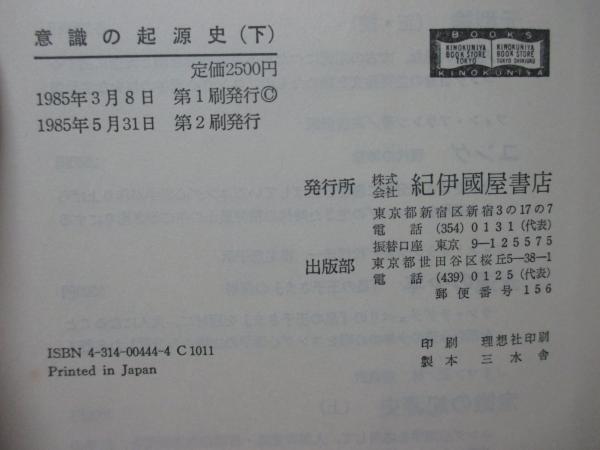 意識の起源史(下)
定価2500円
1985年3月8日 第1刷発行©
1985年5月31日 第2刷発行
BOOKS
KINOKUNIYA BOOK STORE TOKYO
KINOKUNIYA BOOK STORE TOKYO SHINJUKU
KINOKUNIYA
発行所 株式会社 紀伊國屋書店
東京都新宿区新宿3の17の7
電話 (354) 0131 (代表)
振替口座 東京 9-125575
出版部 東京都世田谷区桜丘5-38-1
電話 (439) 0125 (代表)
郵便番号 156
ISBN 4-314-00444-4 C 1011
Printed in Japan
印刷 理想社印刷
製本 三水舎